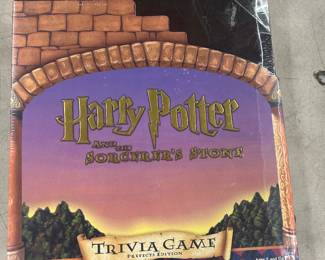 Harry Potter
AND THE
SORCERER'S STONE
TRIVIA GAME
PREFECTS EDITION